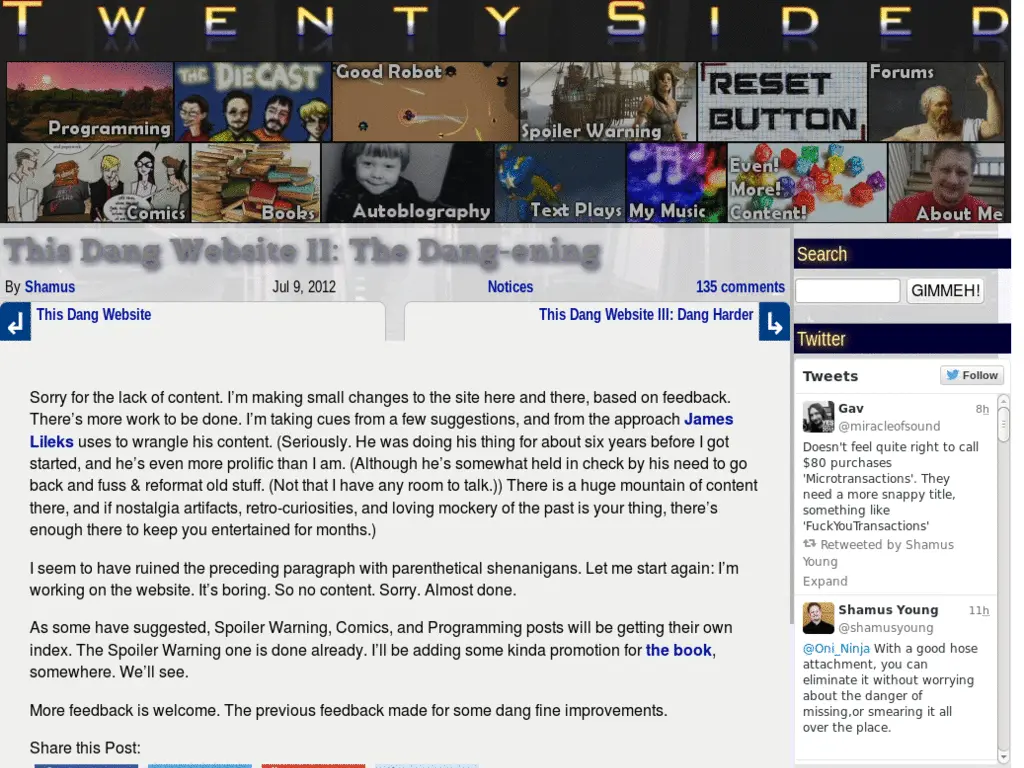 TWENTY SIDED
Programming
THE DIECAST
Good Robot
Spoiler Warning
RESET BUTTON
Forums
Comics
Books
Autoblography
Text Plays
My Music
Even! More! Content!
About Me
This Dang Website II: The Dang-ening
By Shamus Jul 9, 2012 Notices 135 comments
This Dang Website
This Dang Website III: Dang Harder
Sorry for the lack of content. I'm making small changes to the site here and there, based on feedback.
There's more work to be done. I'm taking cues from a few suggestions, and from the approach James
Lileks uses to wrangle his content. (Seriously. He was doing his thing for about six years before I got
started, and he's even more prolific than I am. (Although he's somewhat held in check by his need to go
back and fuss & reformat old stuff. (Not that I have any room to talk.)) There is a huge mountain of content
there, and if nostalgia artifacts, retro-curiosities, and loving mockery of the past is your thing, there's
enough there to keep you entertained for months.)
I seem to have ruined the preceding paragraph with parenthetical shenanigans. Let me start again: I'm
working on the website. It's boring. So no content. Sorry. Almost done.
As some have suggested, Spoiler Warning, Comics, and Programming posts will be getting their own
index. The Spoiler Warning one is done already. I'll be adding some kinda promotion for the book,
somewhere. We'll see.
More feedback is welcome. The previous feedback made for some dang fine improvements.
Share this Post:
Search
GIMMEH!
Twitter
Tweets
Follow
Gav 8h
@miracleofsound
Doesn't feel quite right to call
$80 purchases
'Microtransactions'. They
need a more snappy title,
something like
'FuckYouTransactions'
Retweeted by Shamus
Young
Expand
Shamus Young 11h
@shamusyoung
@Oni_Ninja With a good hose
attachment, you can
eliminate it without worrying
about the danger of
missing,or smearing it all
over the place.